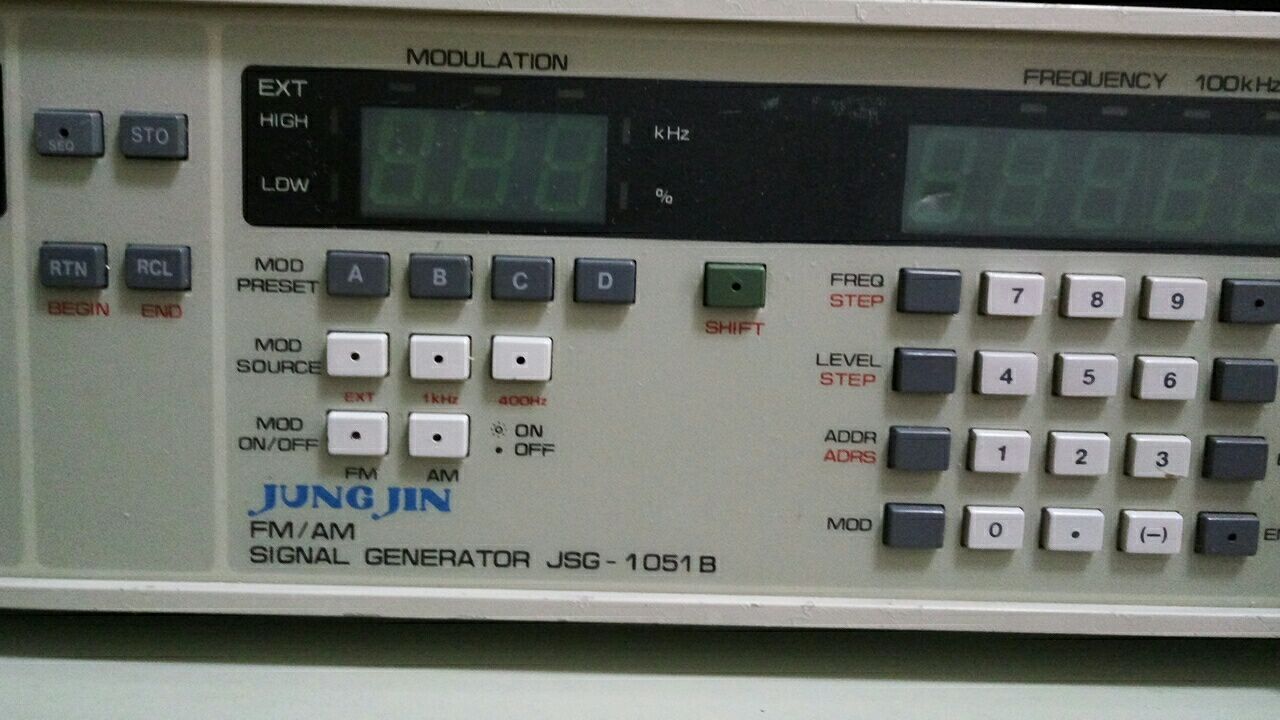 MODULATION
FREQUENCY 100kHz
EXT
HIGH
kHz
LOW
%
SEQ
STO
RTN
RCL
BEGIN
END
MOD
PRESET
A
B
C
D
SHIFT
MOD
SOURCE
EXT
1kHz
400Hz
MOD
ON/OFF
ON
OFF
FM
AM
FREQ
STEP
7
8
9
LEVEL
STEP
4
5
6
ADDR
ADRS
1
2
3
MOD
0
•
(—)
JUNG JIN
FM/AM
SIGNAL GENERATOR JSG-1051B